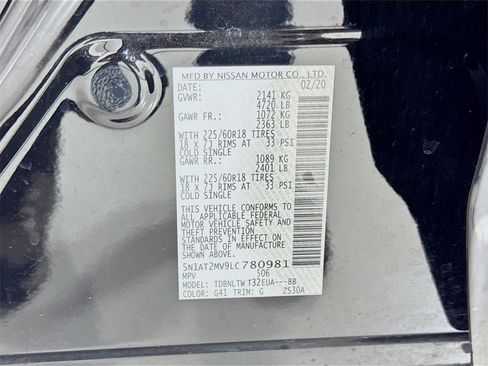 MFD BY NISSAN MOTOR CO., LTD.
DATE: 02/20
GVWR: 2141 KG
4720 LB
GAWR FR.: 1072 KG
2363 LB
WITH 225/60R18 TIRES
18 X 7J RIMS AT 33 PSI
COLD SINGLE
GAWR RR.: 1089 KG
2401 LB
WITH 225/60R18 TIRES
18 X 7J RIMS AT 33 PSI
COLD SINGLE
THIS VEHICLE CONFORMS TO
ALL APPLICABLE FEDERAL
MOTOR VEHICLE SAFETY AND
THEFT PREVENTION
STANDARDS IN EFFECT ON
THE DATE OF MANUFACTURE
SHOWN ABOVE.
5N1AT2MV9LC780981
MPV 506
MODEL: TDBNLTWT32EUA---BB
COLOR: G41 TRIM: G ZS30A